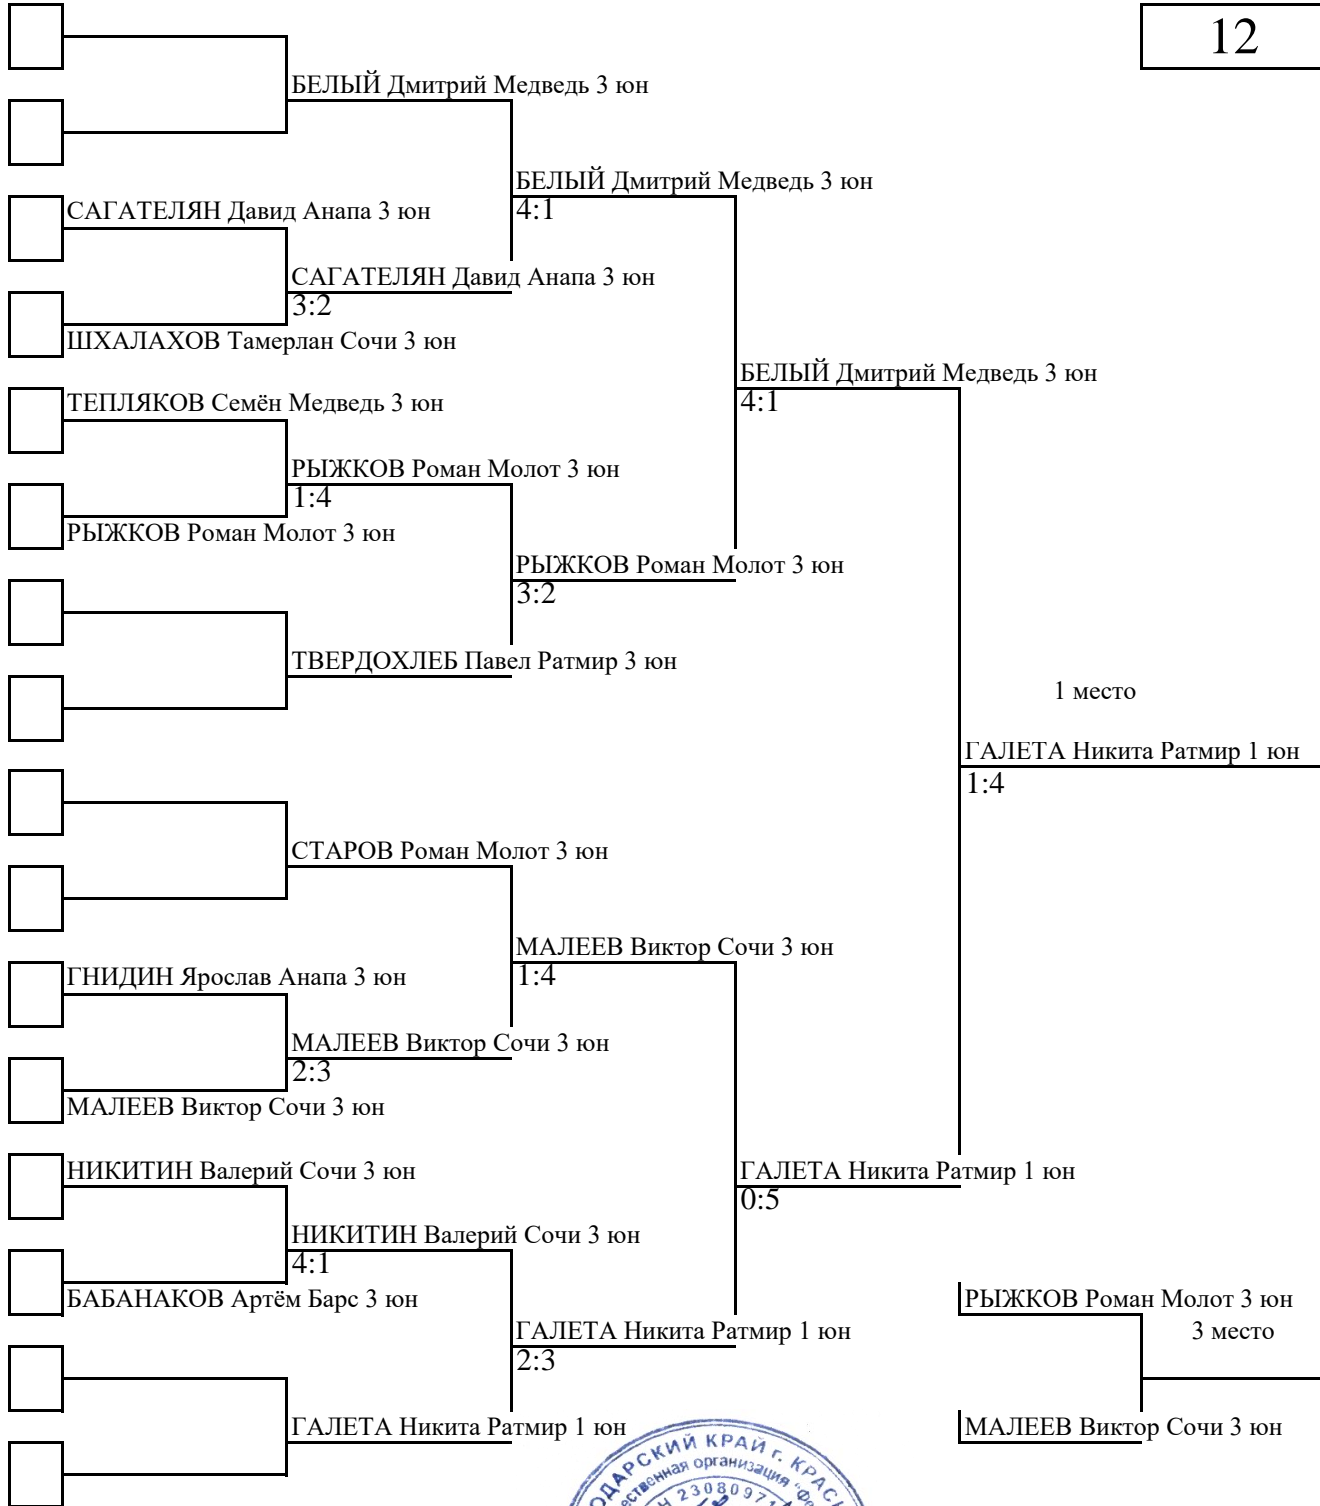 12
БЕЛЫЙ Дмитрий Медведь 3 юн
БЕЛЫЙ Дмитрий Медведь 3 юн
4:1
САГАТЕЛЯН Давид Анапа 3 юн
САГАТЕЛЯН Давид Анапа 3 юн
3:2
ШХАЛАХОВ Тамерлан Сочи 3 юн
БЕЛЫЙ Дмитрий Медведь 3 юн
4:1
ТЕПЛЯКОВ Семён Медведь 3 юн
РЫЖКОВ Роман Молот 3 юн
1:4
РЫЖКОВ Роман Молот 3 юн
РЫЖКОВ Роман Молот 3 юн
3:2
ТВЕРДОХЛЕБ Павел Ратмир 3 юн
1 место
ГАЛЕТА Никита Ратмир 1 юн
1:4
СТАРОВ Роман Молот 3 юн
МАЛЕЕВ Виктор Сочи 3 юн
1:4
ГНИДИН Ярослав Анапа 3 юн
МАЛЕЕВ Виктор Сочи 3 юн
2:3
МАЛЕЕВ Виктор Сочи 3 юн
НИКИТИН Валерий Сочи 3 юн
ГАЛЕТА Никита Ратмир 1 юн
0:5
НИКИТИН Валерий Сочи 3 юн
4:1
БАБАНАКОВ Артём Барс 3 юн
РЫЖКОВ Роман Молот 3 юн
3 место
ГАЛЕТА Никита Ратмир 1 юн
2:3
ГАЛЕТА Никита Ратмир 1 юн
МАЛЕЕВ Виктор Сочи 3 юн
КРАЙ г.
организация